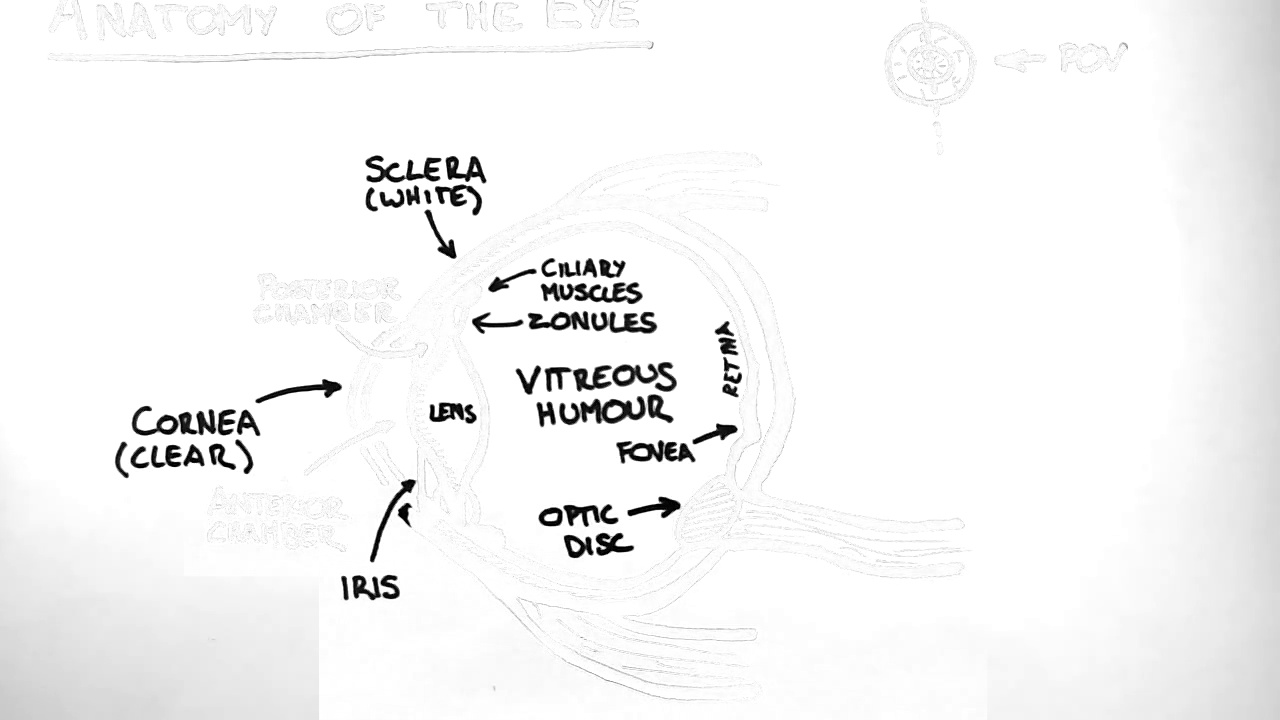 ANATOMY OF THE EYE
POV
SCLERA
(WHITE)
POSTERIOR
CHAMBER
CILIARY
MUSCLES
ZONULES
RETINA
VITREOUS
HUMOUR
LENS
CORNEA
(CLEAR)
FOVEA
ANTERIOR
CHAMBER
OPTIC
DISC
IRIS